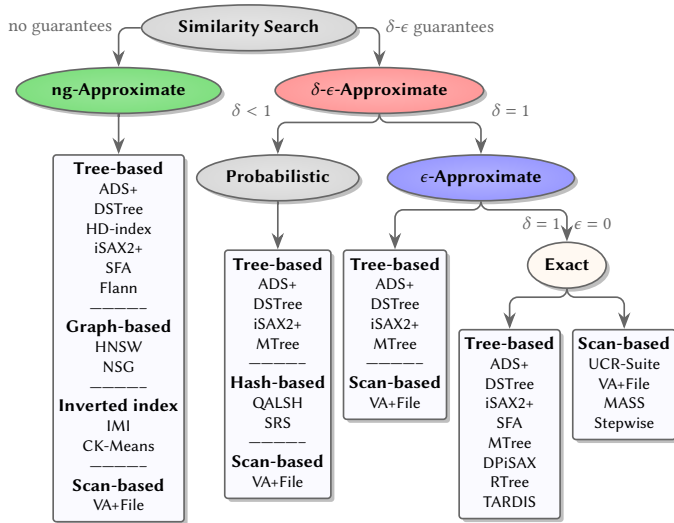 no guarantees
Similarity Search
δ-ϵ guarantees
ng-Approximate
δ-ϵ-Approximate
δ < 1
δ = 1
Probabilistic
ϵ-Approximate
δ = 1
ϵ = 0
Exact
Tree-based
ADS+
DSTree
HD-index
iSAX2+
SFA
Flann
—————
Graph-based
HNSW
NSG
—————
Inverted index
IMI
CK-Means
—————
Scan-based
VA+File
Tree-based
ADS+
DSTree
iSAX2+
MTree
—————
Hash-based
QALSH
SRS
—————
Scan-based
VA+File
Tree-based
ADS+
DSTree
iSAX2+
MTree
—————
Scan-based
VA+File
Tree-based
ADS+
DSTree
iSAX2+
SFA
MTree
DPiSAX
RTree
TARDIS
Scan-based
UCR-Suite
VA+File
MASS
Stepwise